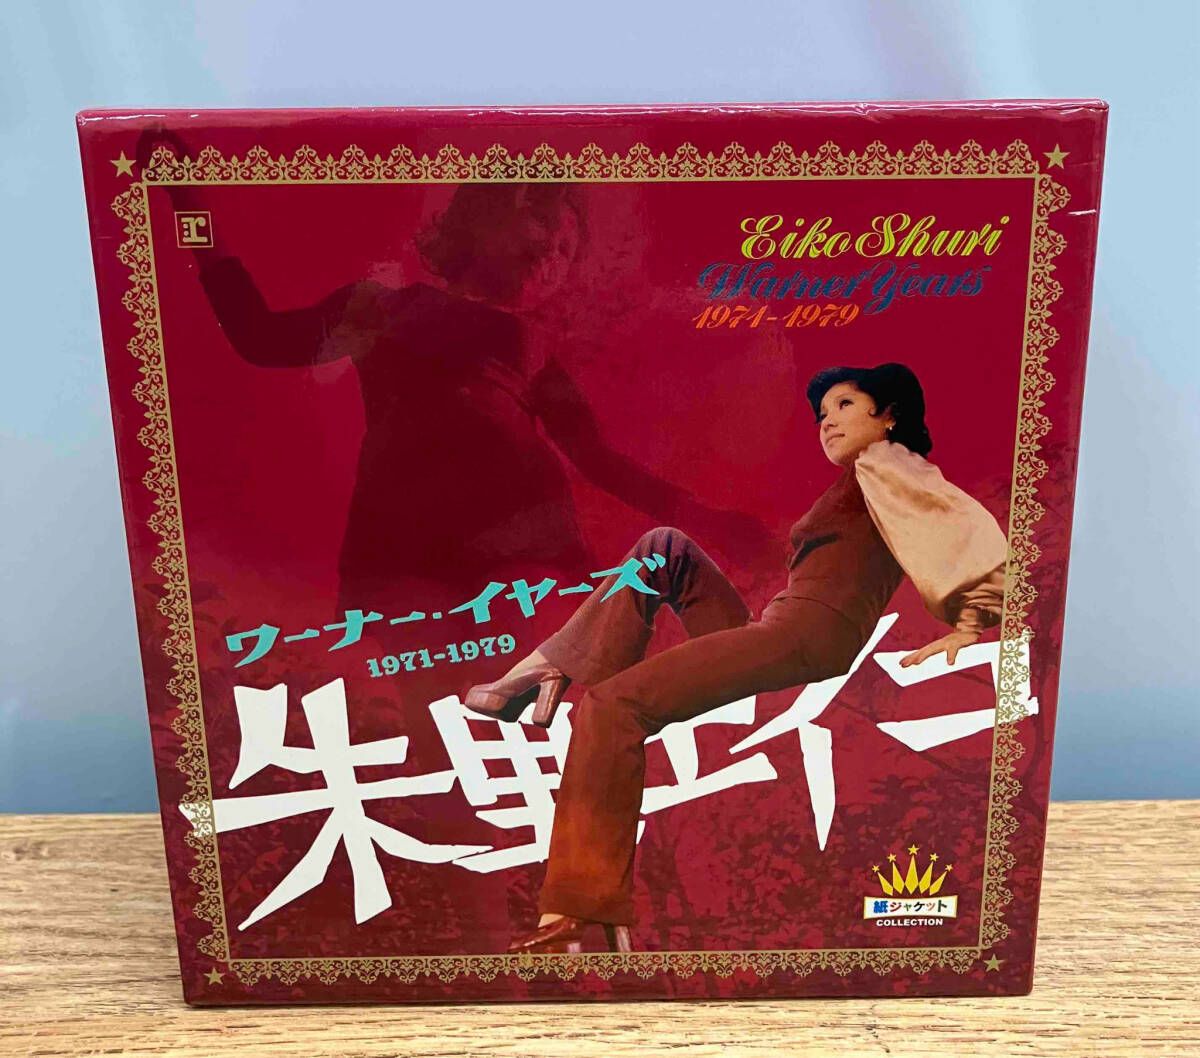 r
Eiko Shuri
Warner Years
1971-1979
ワーナー・イヤーズ
1971-1979
朱里エイコ
紙ジャケット
COLLECTION